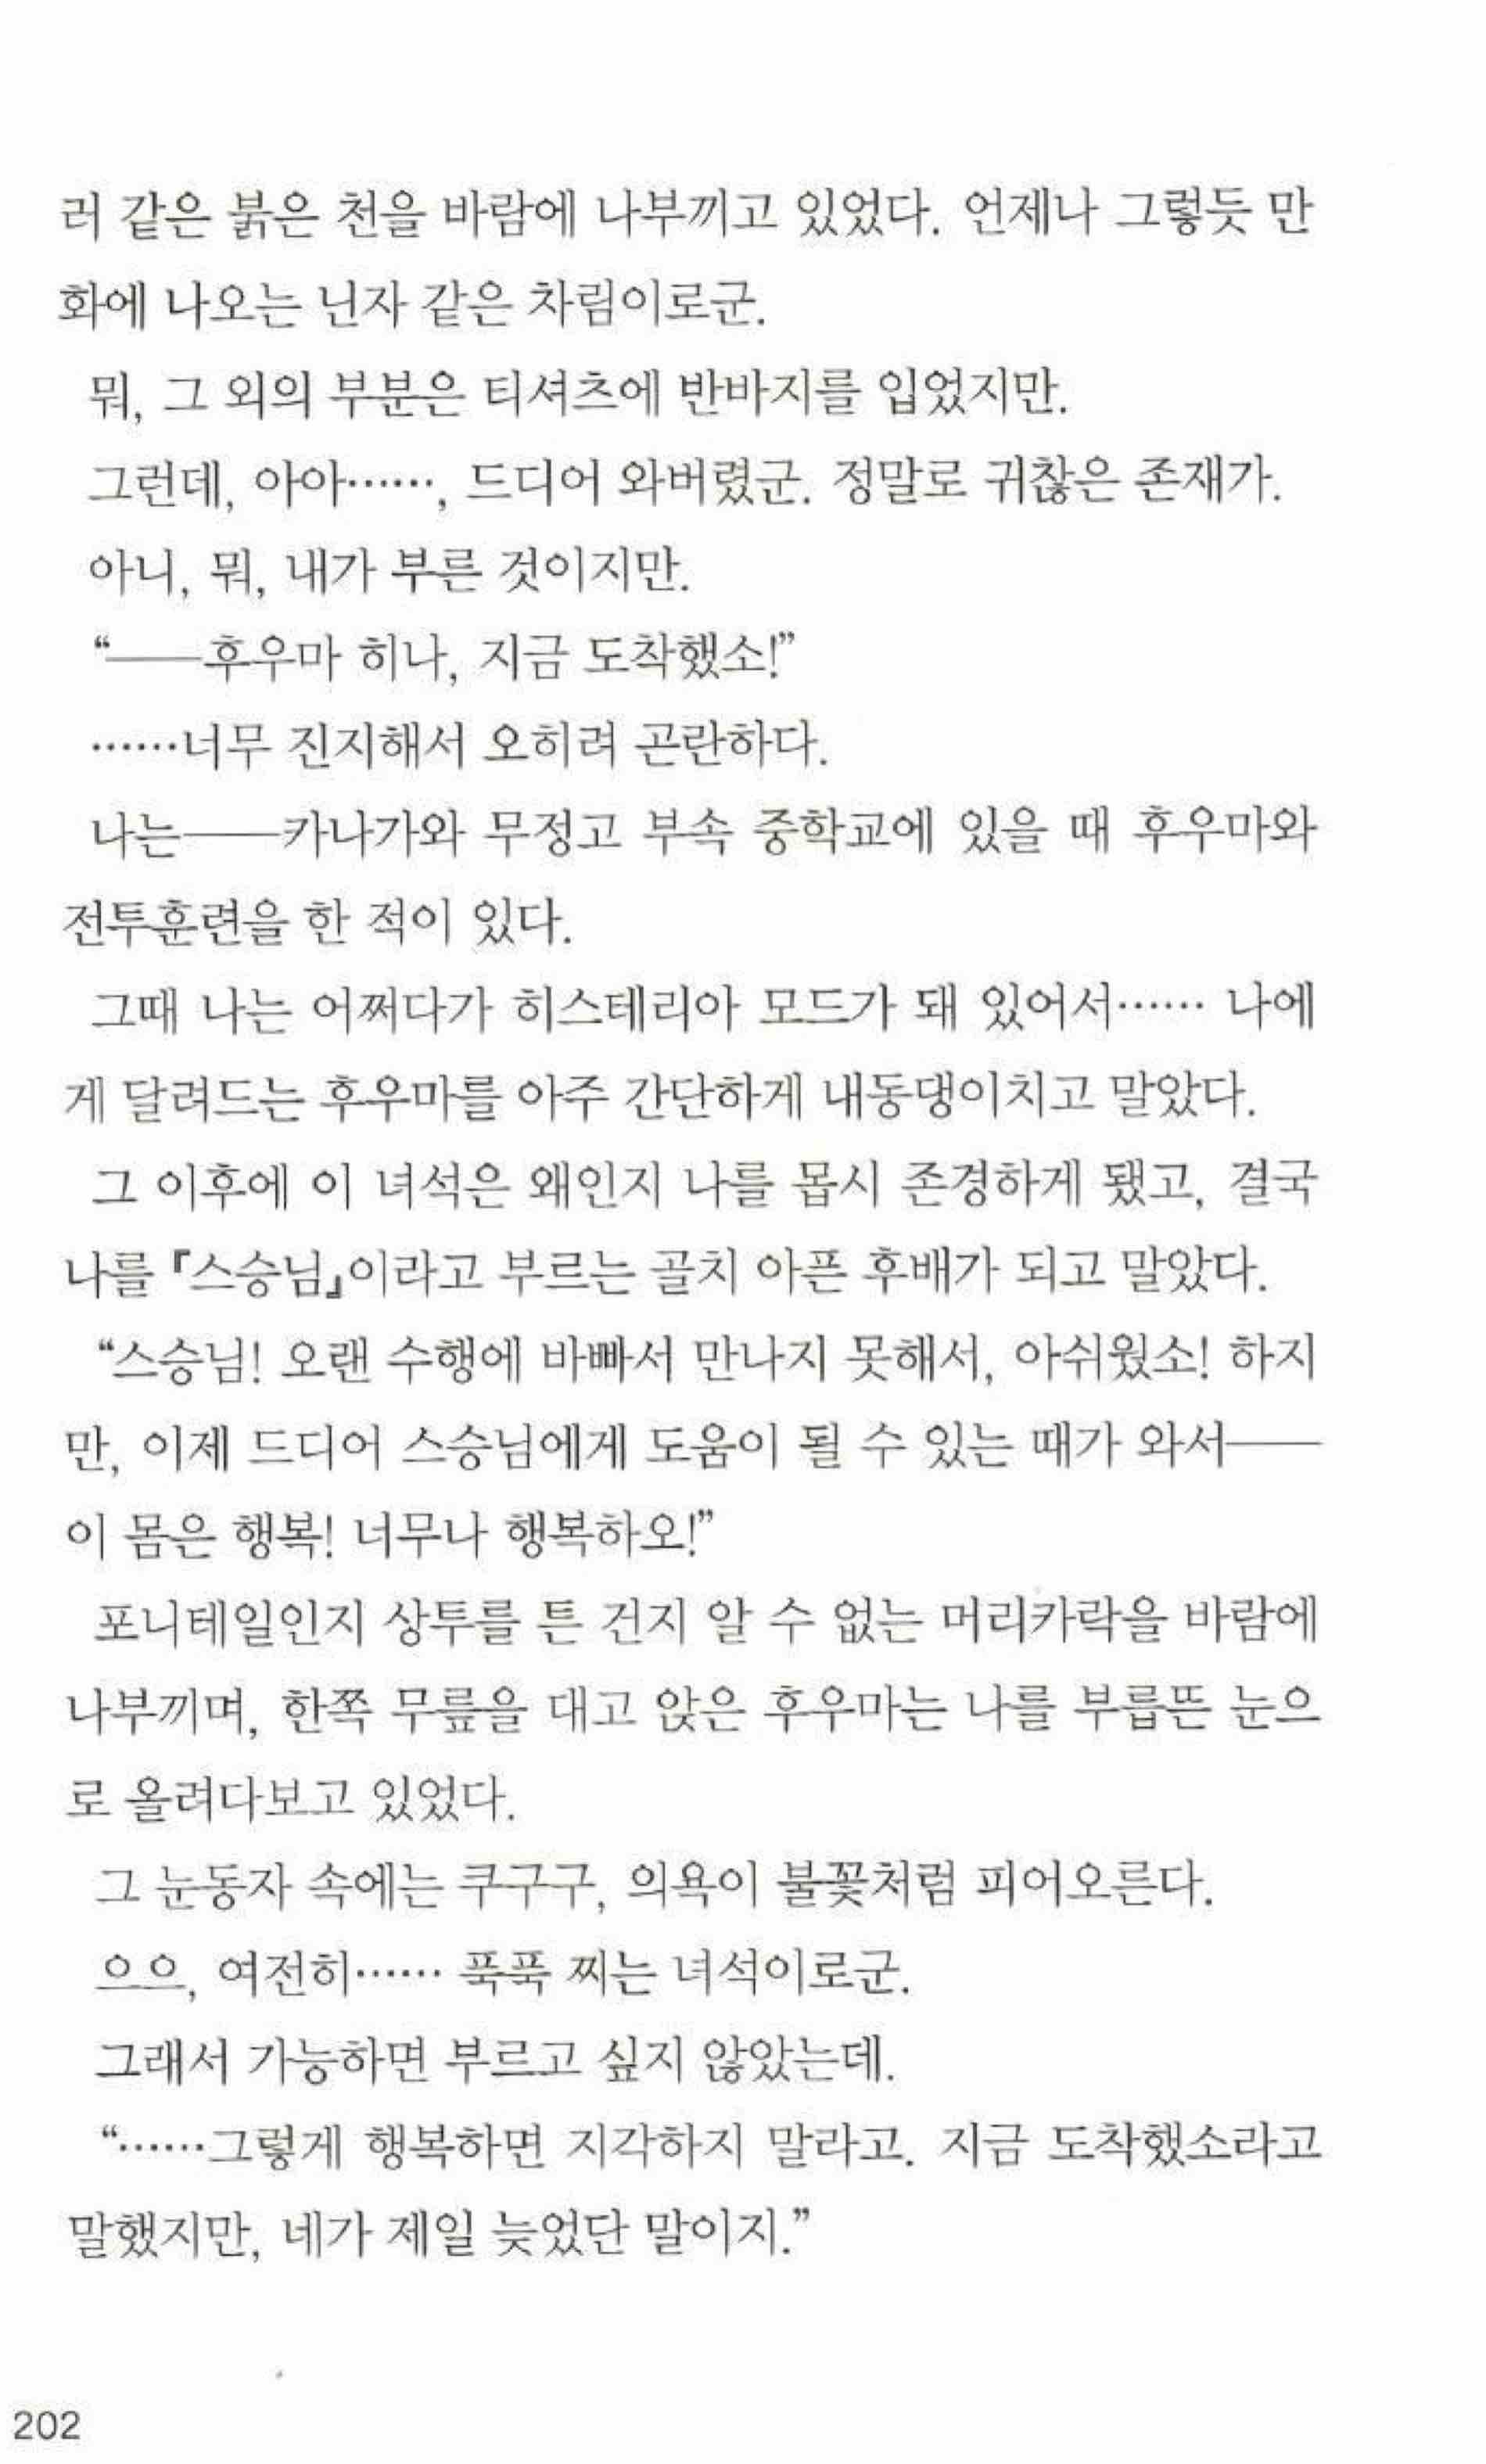 러 같은 붉은 천을 바람에 나부끼고 있었다. 언제나 그렇듯 만
화에 나오는 닌자 같은 차림이로군.
뭐, 그 외의 부분은 티셔츠에 반바지를 입었지만.
그런데, 아아……, 드디어 와버렸군. 정말로 귀찮은 존재가.
아니, 뭐, 내가 부른 것이지만.
“──후우마 히나, 지금 도착했소!”
……너무 진지해서 오히려 곤란하다.
나는──카나가와 무정고 부속 중학교에 있을 때 후우마와
전투훈련을 한 적이 있다.
그때 나는 어쩌다가 히스테리아 모드가 돼 있어서…… 나에
게 달려드는 후우마를 아주 간단하게 내동댕이치고 말았다.
그 이후에 이 녀석은 왜인지 나를 몹시 존경하게 됐고, 결국
나를 『스승님』이라고 부르는 골치 아픈 후배가 되고 말았다.
“스승님! 오랜 수행에 바빠서 만나지 못해서, 아쉬웠소! 하지
만, 이제 드디어 스승님에게 도움이 될 수 있는 때가 와서──
이 몸은 행복! 너무나 행복하오!”
포니테일인지 상투를 튼 건지 알 수 없는 머리카락을 바람에
나부끼며, 한쪽 무릎을 대고 앉은 후우마는 나를 부릅뜬 눈으
로 올려다보고 있었다.
그 눈동자 속에는 쿠구구, 의욕이 불꽃처럼 피어오른다.
으으, 여전히…… 푹푹 찌는 녀석이로군.
그래서 가능하면 부르고 싶지 않았는데.
“……그렇게 행복하면 지각하지 말라고. 지금 도착했소라고
말했지만, 네가 제일 늦었단 말이지.”
202